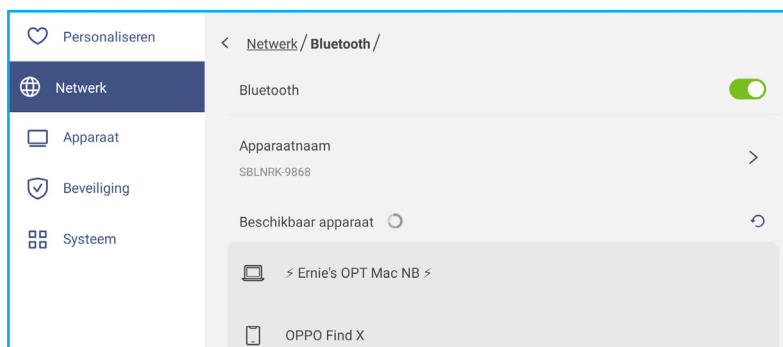 Personaliseren
Netwerk
Apparaat
Beveiliging
Systeem
Netwerk / Bluetooth /
Bluetooth
Apparaatnaam
SBLNRK-9868
Beschikbaar apparaat
⚡ Ernie's OPT Mac NB ⚡
OPPO Find X